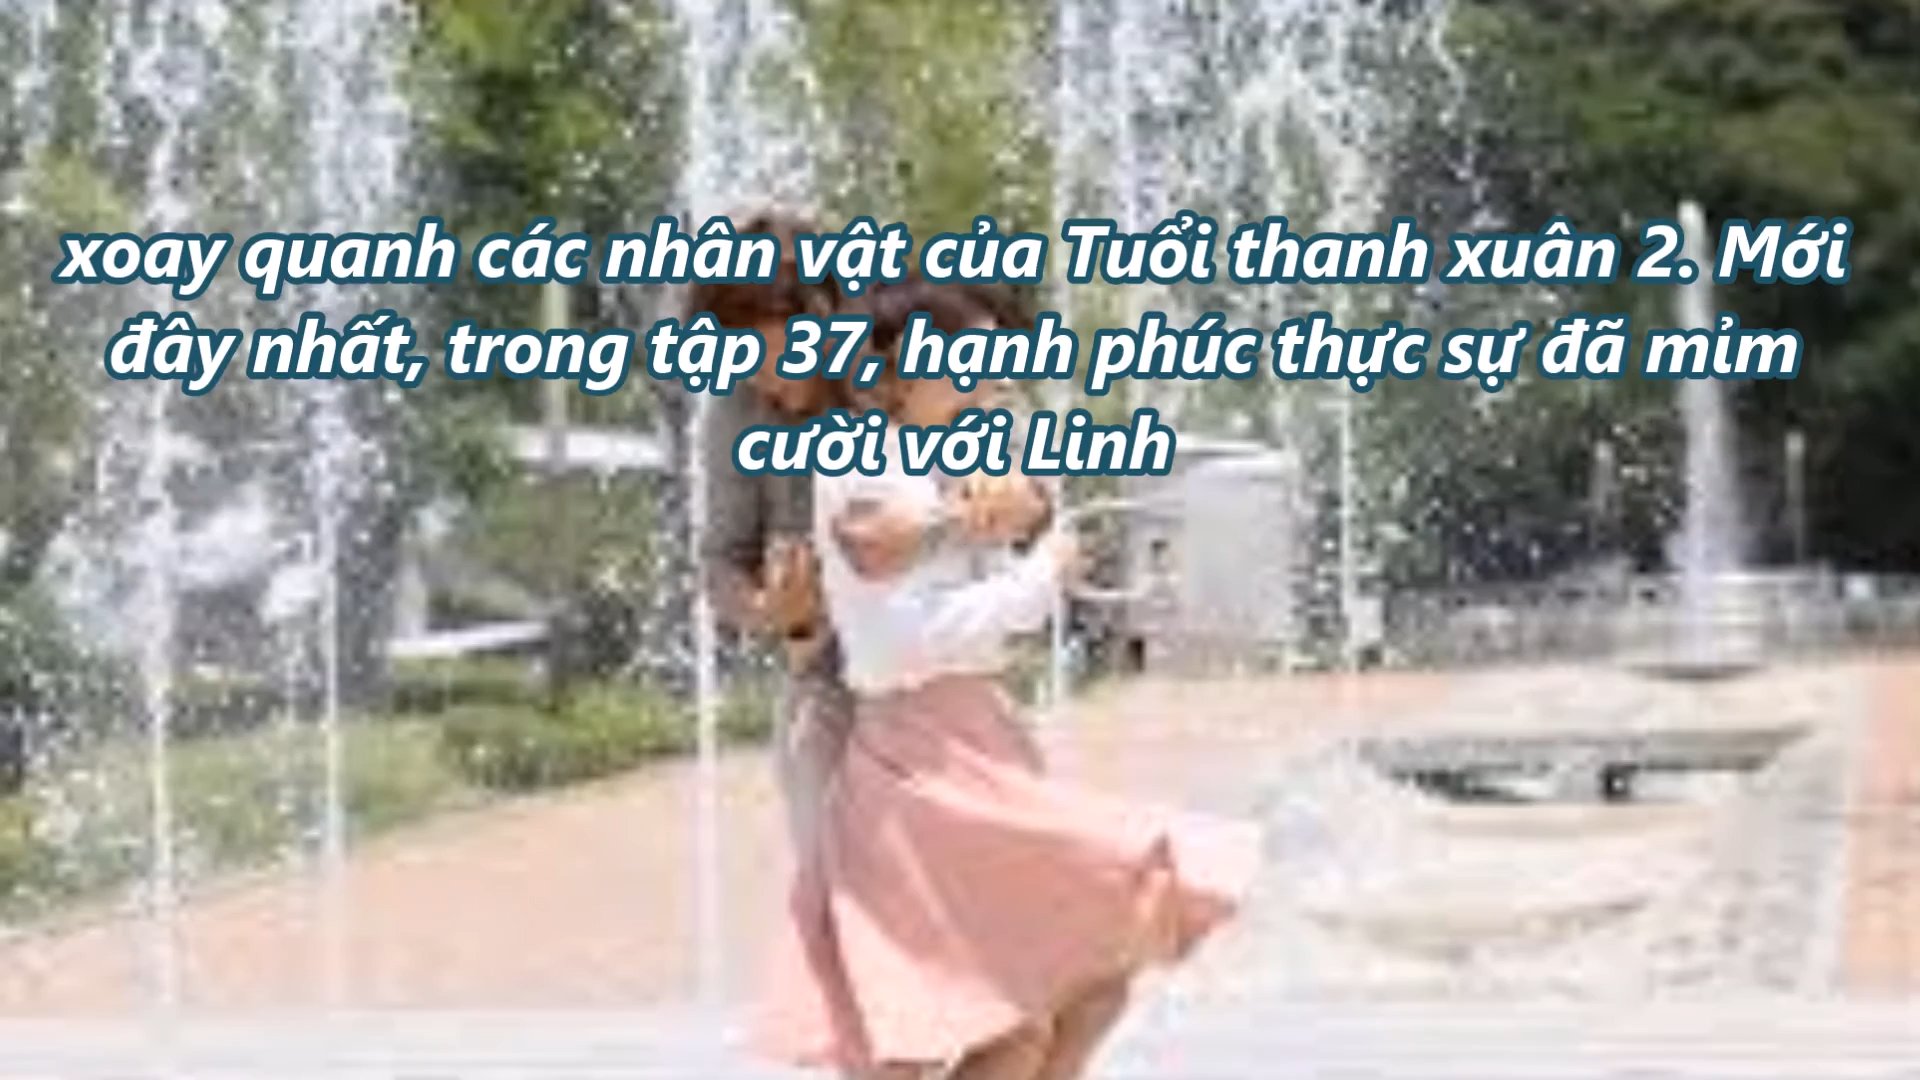 xoay quanh các nhân vật của Tuổi thanh xuân 2. Mới
đây nhất, trong tập 37, hạnh phúc thực sự đã mỉm
cười với Linh